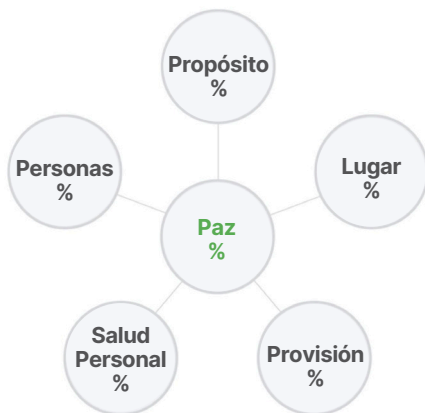 Propósito
%
Personas
%
Lugar
%
Paz
%
Salud
Personal
%
Provisión
%